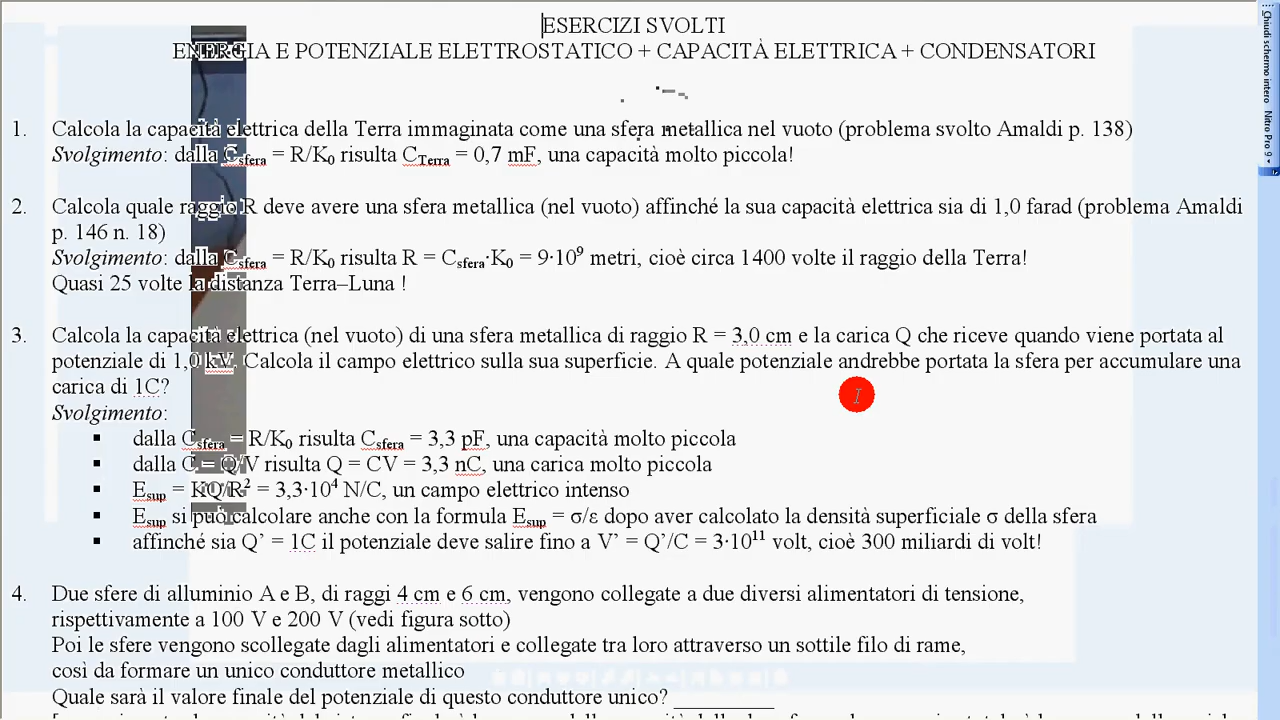 ESERCIZI SVOLTI
ENERGIA E POTENZIALE ELETTROSTATICO + CAPACITÀ ELETTRICA + CONDENSATORI
1. Calcola la capacità elettrica della Terra immaginata come una sfera metallica nel vuoto (problema svolto Amaldi p. 138)
Svolgimento: dalla Csfera = R/K0 risulta CTerra = 0,7 mF, una capacità molto piccola!
2. Calcola quale raggio R deve avere una sfera metallica (nel vuoto) affinché la sua capacità elettrica sia di 1,0 farad (problema Amaldi
p. 146 n. 18)
Svolgimento: dalla Csfera = R/K0 risulta R = Csfera·K0 = 9·10⁹ metri, cioè circa 1400 volte il raggio della Terra!
Quasi 25 volte la distanza Terra–Luna !
3. Calcola la capacità elettrica (nel vuoto) di una sfera metallica di raggio R = 3,0 cm e la carica Q che riceve quando viene portata al
potenziale di 1,0 kV. Calcola il campo elettrico sulla sua superficie. A quale potenziale andrebbe portata la sfera per accumulare una
carica di 1C?
Svolgimento:
▪ dalla Csfera = R/K0 risulta Csfera = 3,3 pF, una capacità molto piccola
▪ dalla C = Q/V risulta Q = CV = 3,3 nC, una carica molto piccola
▪ Esup = KQ/R² = 3,3·10⁴ N/C, un campo elettrico intenso
▪ Esup si può calcolare anche con la formula Esup = σ/ε dopo aver calcolato la densità superficiale σ della sfera
▪ affinché sia Q’ = 1C il potenziale deve salire fino a V’ = Q’/C = 3·10¹¹ volt, cioè 300 miliardi di volt!
4. Due sfere di alluminio A e B, di raggi 4 cm e 6 cm, vengono collegate a due diversi alimentatori di tensione,
rispettivamente a 100 V e 200 V (vedi figura sotto)
Poi le sfere vengono scollegate dagli alimentatori e collegate tra loro attraverso un sottile filo di rame,
così da formare un unico conduttore metallico
Quale sarà il valore finale del potenziale di questo conduttore unico? __________
Chiudi schermo intero
Nitro Pro 9